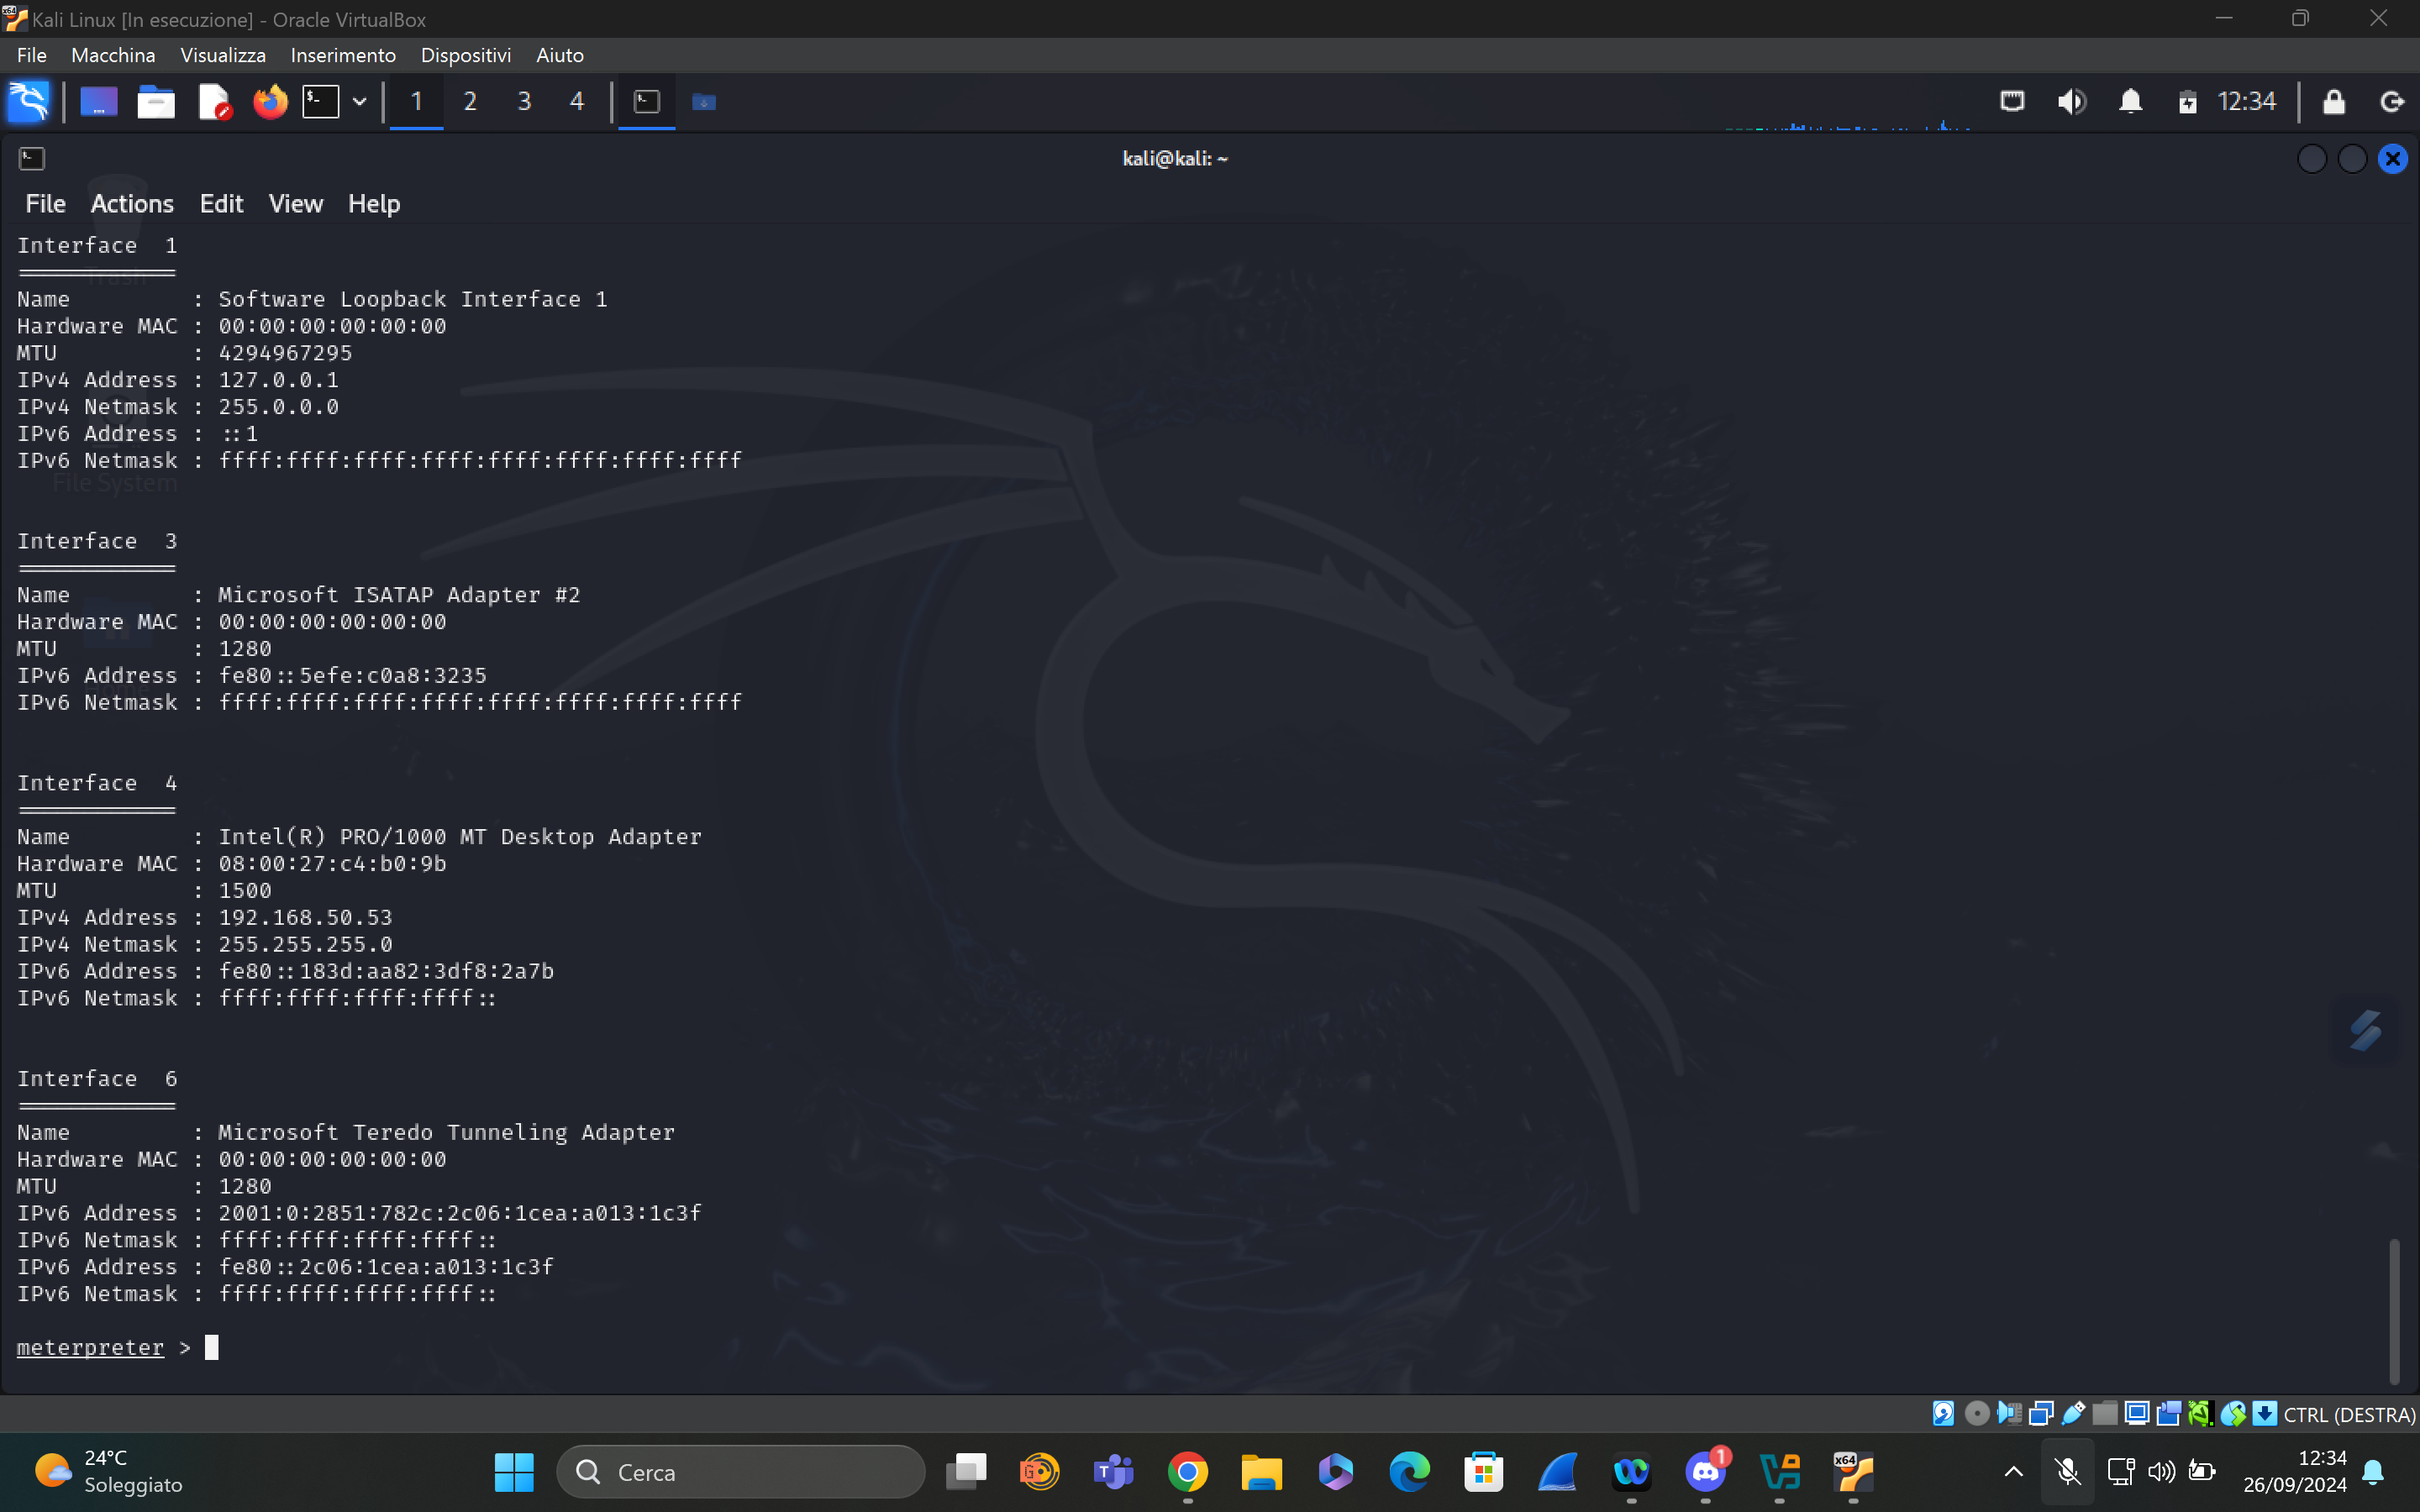 Kali Linux [In esecuzione] - Oracle VirtualBox
File Macchina Visualizza Inserimento Dispositivi Aiuto
1 2 3 4 12:34
kali@kali: ~
File Actions Edit View Help
Interface  1
Trash
Name         : Software Loopback Interface 1
Hardware MAC : 00:00:00:00:00:00
MTU          : 4294967295
IPv4 Address : 127.0.0.1
IPv4 Netmask : 255.0.0.0
IPv6 Address : ::1
IPv6 Netmask : ffff:ffff:ffff:ffff:ffff:ffff:ffff:ffff
File System
Interface  3
Name         : Microsoft ISATAP Adapter #2
Hardware MAC : 00:00:00:00:00:00
MTU          : 1280
IPv6 Address : fe80::5efe:c0a8:3235
Home
IPv6 Netmask : ffff:ffff:ffff:ffff:ffff:ffff:ffff:ffff
Interface  4
Name         : Intel(R) PRO/1000 MT Desktop Adapter
Hardware MAC : 08:00:27:c4:b0:9b
MTU          : 1500
IPv4 Address : 192.168.50.53
IPv4 Netmask : 255.255.255.0
IPv6 Address : fe80::183d:aa82:3df8:2a7b
IPv6 Netmask : ffff:ffff:ffff:ffff::
Interface  6
Name         : Microsoft Teredo Tunneling Adapter
Hardware MAC : 00:00:00:00:00:00
MTU          : 1280
IPv6 Address : 2001:0:2851:782c:2c06:1cea:a013:1c3f
IPv6 Netmask : ffff:ffff:ffff:ffff::
IPv6 Address : fe80::2c06:1cea:a013:1c3f
IPv6 Netmask : ffff:ffff:ffff:ffff::
meterpreter >
CTRL (DESTRA)
24°C
Soleggiato
Cerca
1
x64
12:34
26/09/2024